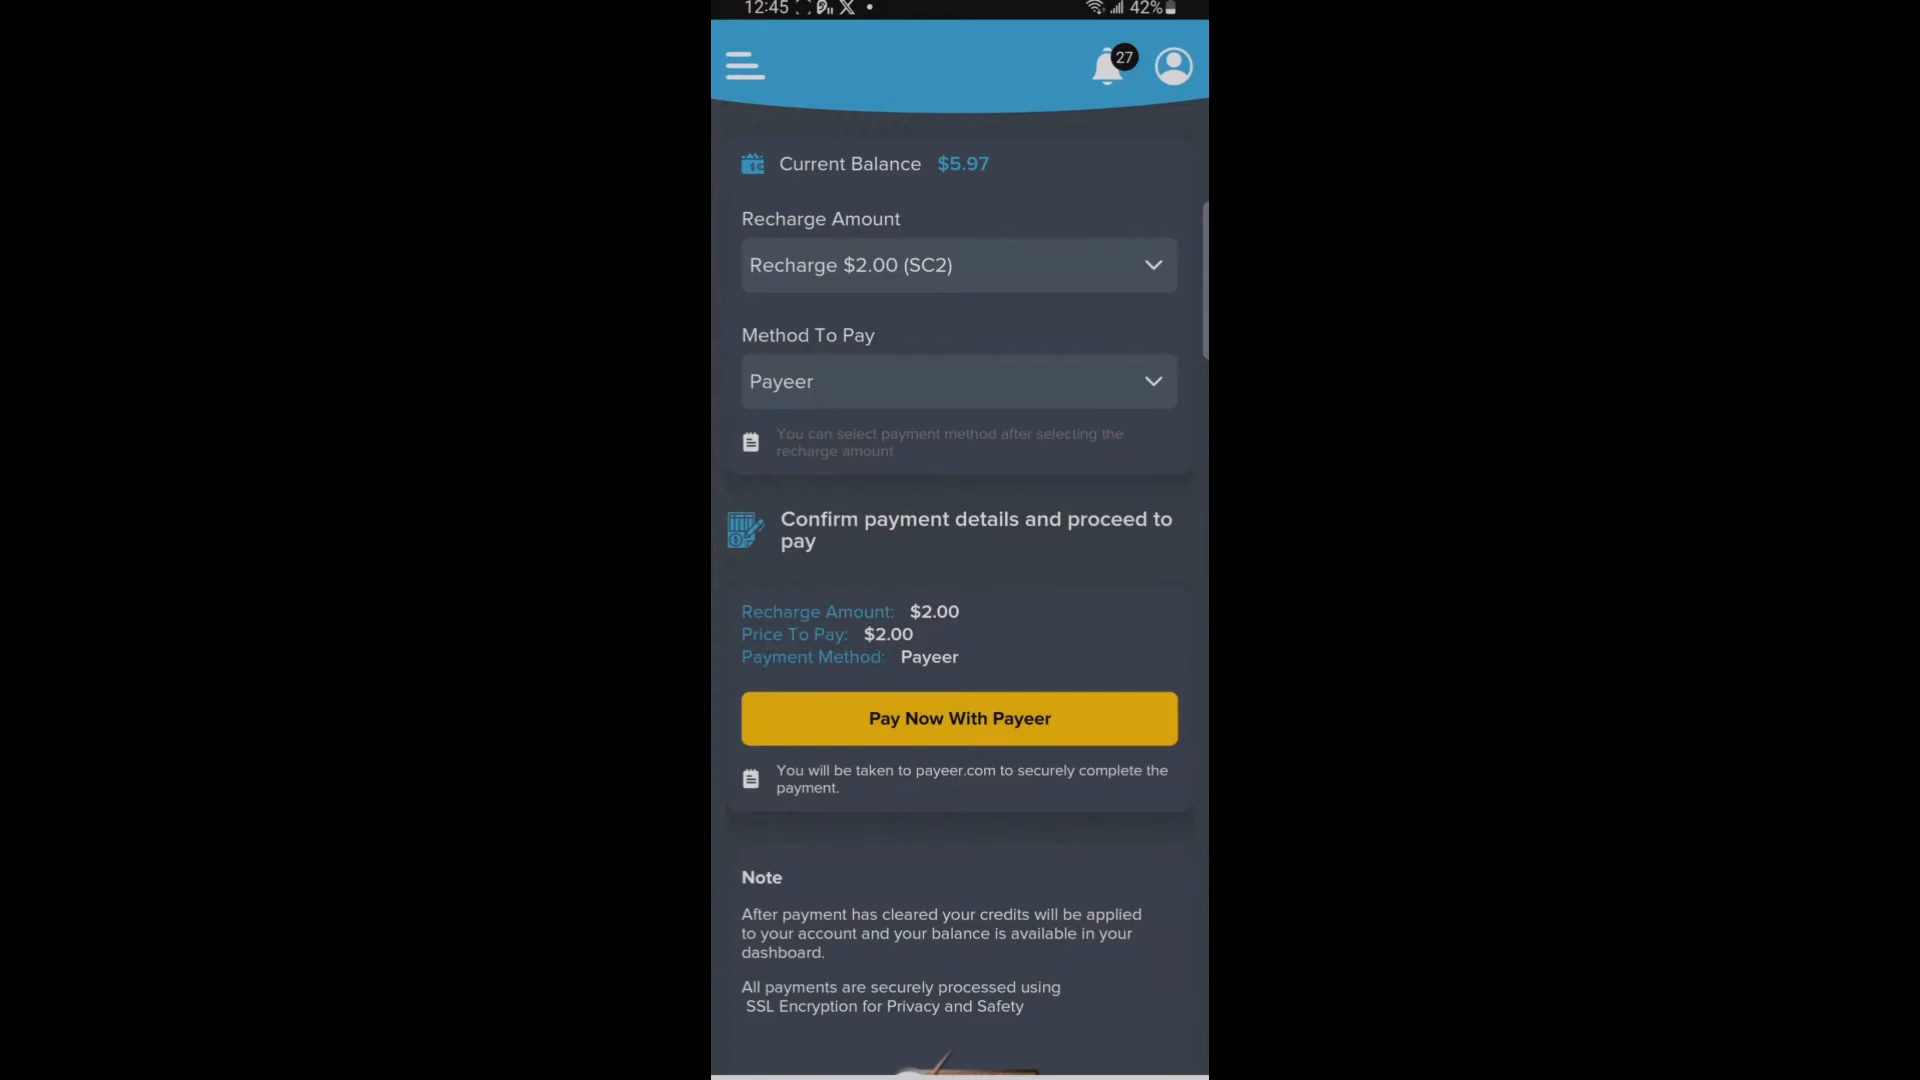 12:45
42%
27
Current Balance $5.97
Recharge Amount
Recharge $2.00 (SC2)
Method To Pay
Payeer
You can select payment method after selecting the
recharge amount
Confirm payment details and proceed to
pay
Recharge Amount: $2.00
Price To Pay: $2.00
Payment Method: Payeer
Pay Now With Payeer
You will be taken to payeer.com to securely complete the
payment.
Note
After payment has cleared your credits will be applied
to your account and your balance is available in your
dashboard.
All payments are securely processed using
SSL Encryption for Privacy and Safety